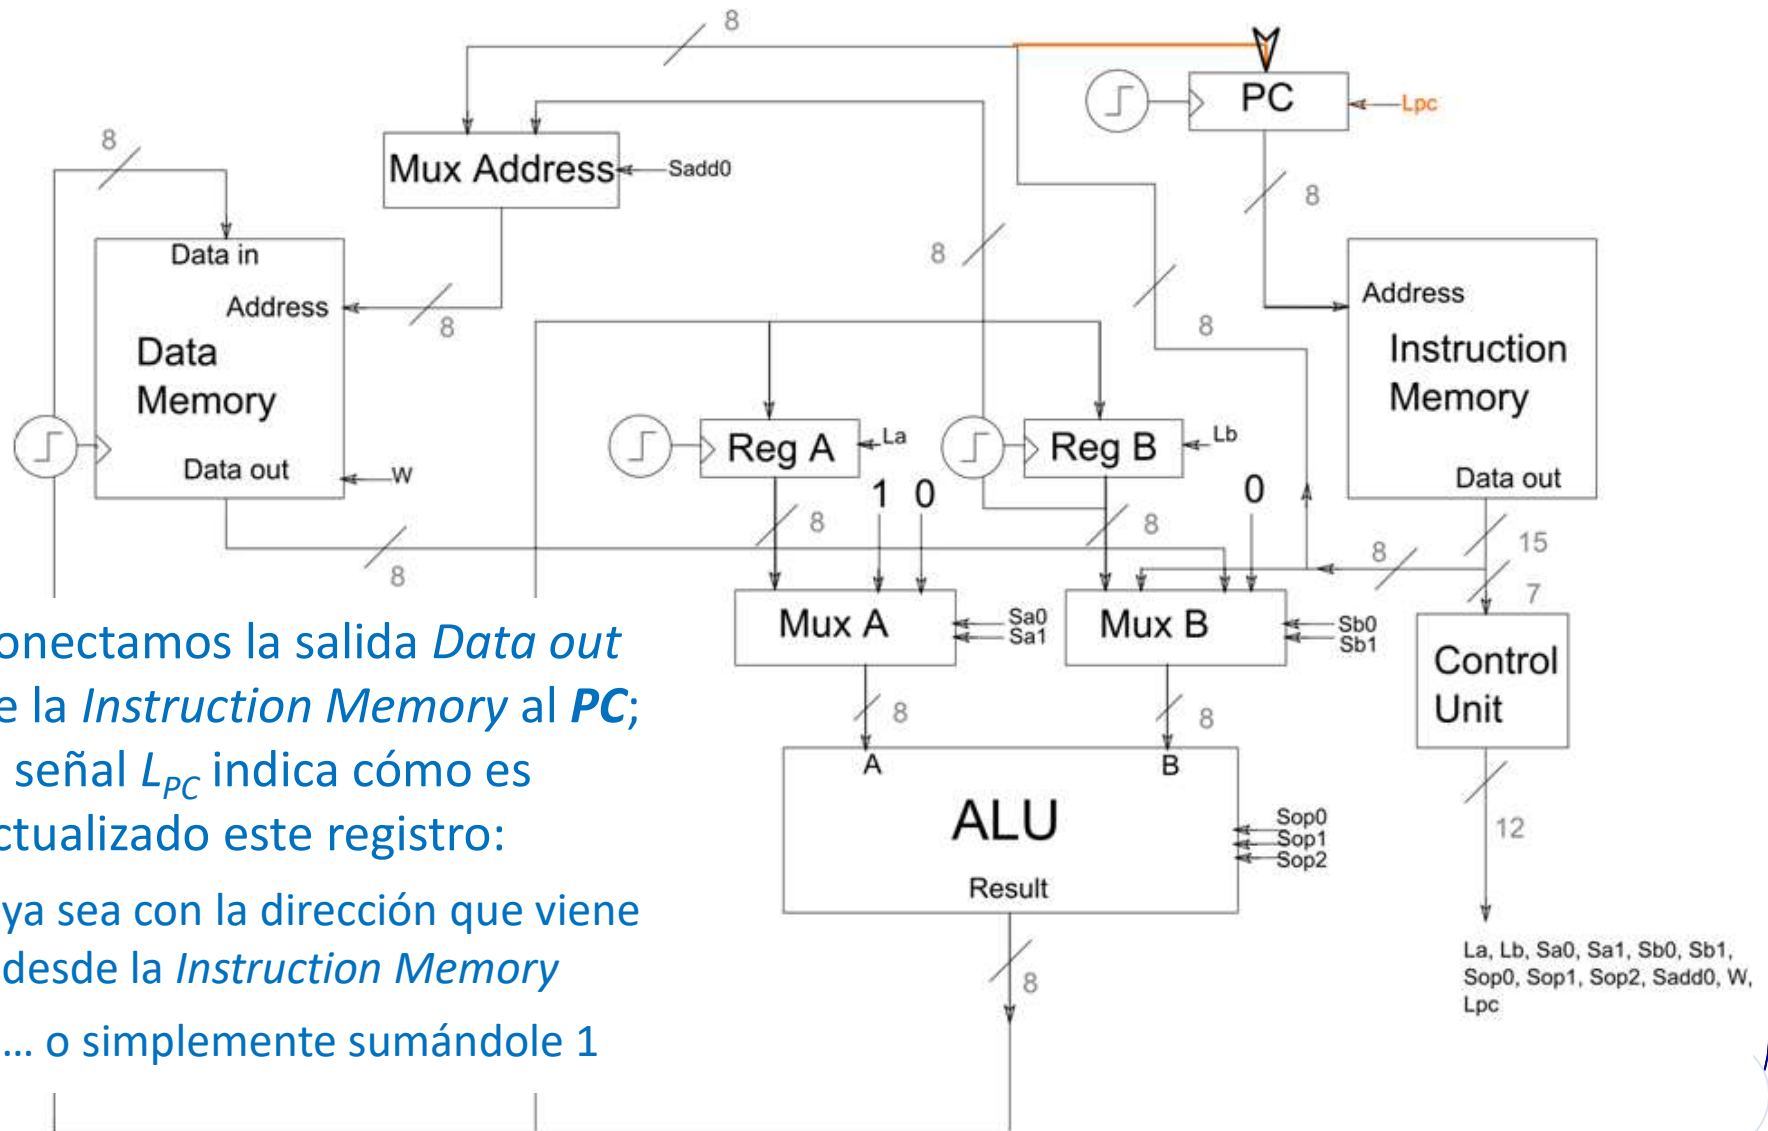 8
PC
Lpc
8
Mux Address
Sadd0
8
Data in
8
Address
8
Address
8
8
Data
Memory
Instruction
Memory
Reg A
La
Reg B
Lb
Data out
W
1 0
0
Data out
8
8
15
8
8
7
Mux A
Sa0
Sa1
Mux B
Sb0
Sb1
Control
Unit
onectamos la salida Data out
e la Instruction Memory al PC;
señal LPC indica cómo es
ctualizado este registro:
ya sea con la dirección que viene
desde la Instruction Memory
… o simplemente sumándole 1
8
8
A
B
ALU
Sop0
Sop1
Sop2
Result
12
8
La, Lb, Sa0, Sa1, Sb0, Sb1,
Sop0, Sop1, Sop2, Sadd0, W,
Lpc